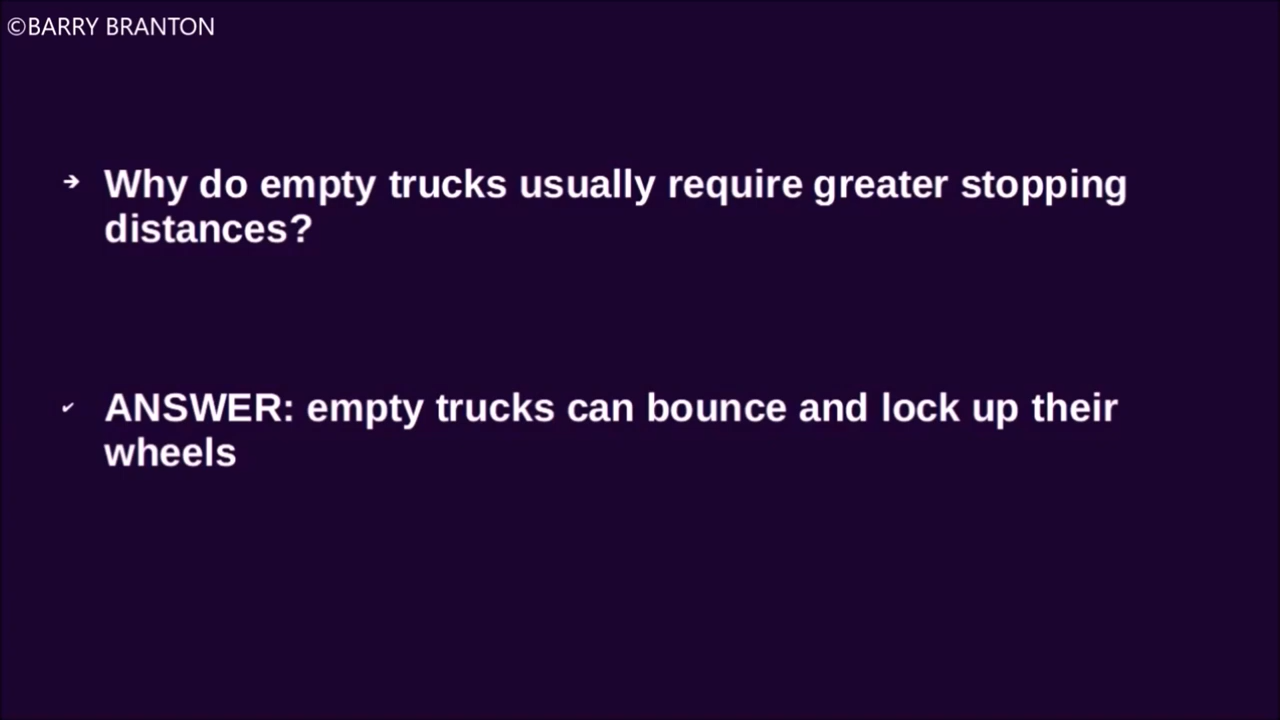 ©BARRY BRANTON
➔ Why do empty trucks usually require greater stopping
distances?
✔ ANSWER: empty trucks can bounce and lock up their
wheels